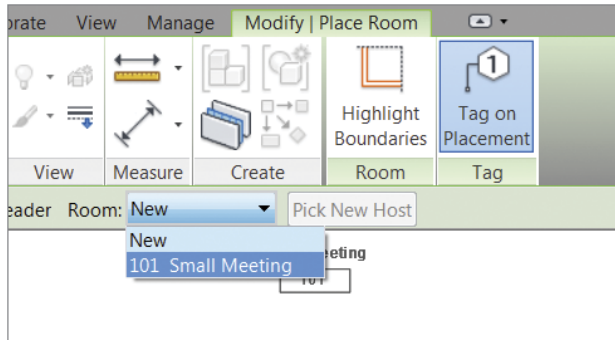 orate View Manage Modify | Place Room
Highlight Boundaries
1
Tag on Placement
View Measure Create Room Tag
eader Room: New Pick New Host
New
101 Small Meeting
eeting
101